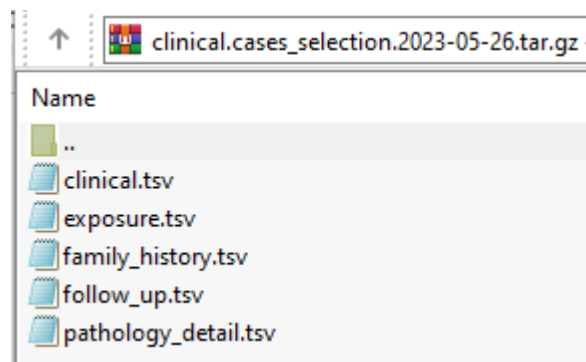 clinical.cases_selection.2023-05-26.tar.gz
Name
..
clinical.tsv
exposure.tsv
family_history.tsv
follow_up.tsv
pathology_detail.tsv